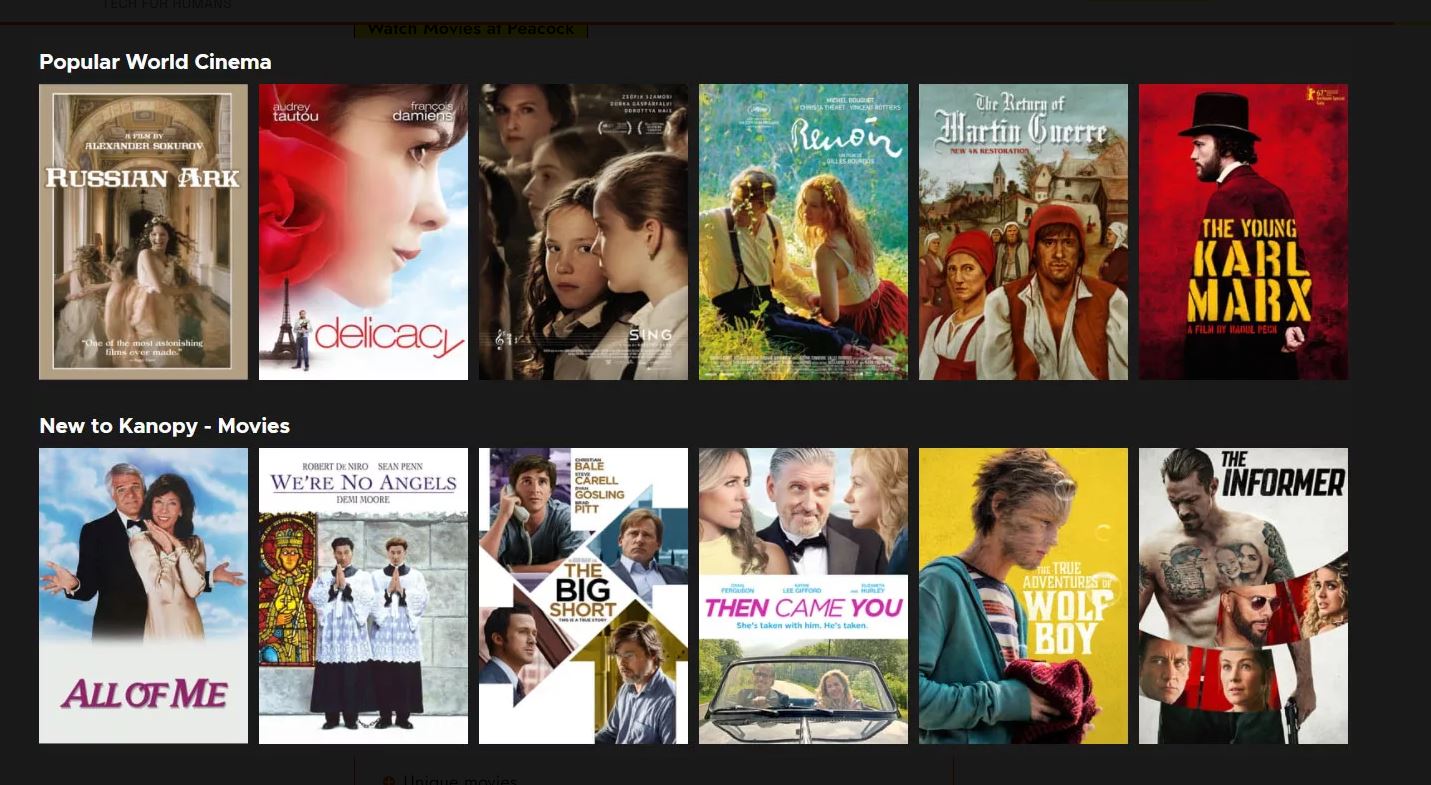 TECH FOR HUMANS
Watch Movies at Peacock
Popular World Cinema
A FILM BY
ALEXANDER SOKUROV
RUSSIAN ARK
"One of the most astonishing
films ever made."
audrey
tautou
françois
damiens
delicacy
ZSÓFIA SZAMOSI
DORKA GÁSPÁRFALVI
DOROTTYA HAIS
SING
MICHEL BOUQUET
CHRISTA THÉRET VINCENT ROTTIERS
Renoir
UN FILM DE
GILLES BOURDOS
The Return of
Martin Guerre
NEW 4K RESTORATION
THE YOUNG
KARL
MARX
A FILM BY RAOUL PECK
New to Kanopy - Movies
ALL OF ME
ROBERT DE NIRO SEAN PENN
WE'RE NO ANGELS
DEMI MOORE
CHRISTIAN
BALE
STEVE
CARELL
RYAN
GOSLING
BRAD
PITT
THE
BIG
SHORT
THIS IS A TRUE STORY
CRAIG
FERGUSON
KATHIE
LEE GIFFORD
AND ELIZABETH
HURLEY
THEN CAME YOU
She's taken with him. He's taken.
THE TRUE
ADVENTURES OF
WOLF
BOY
THE
INFORMER
Unique movies